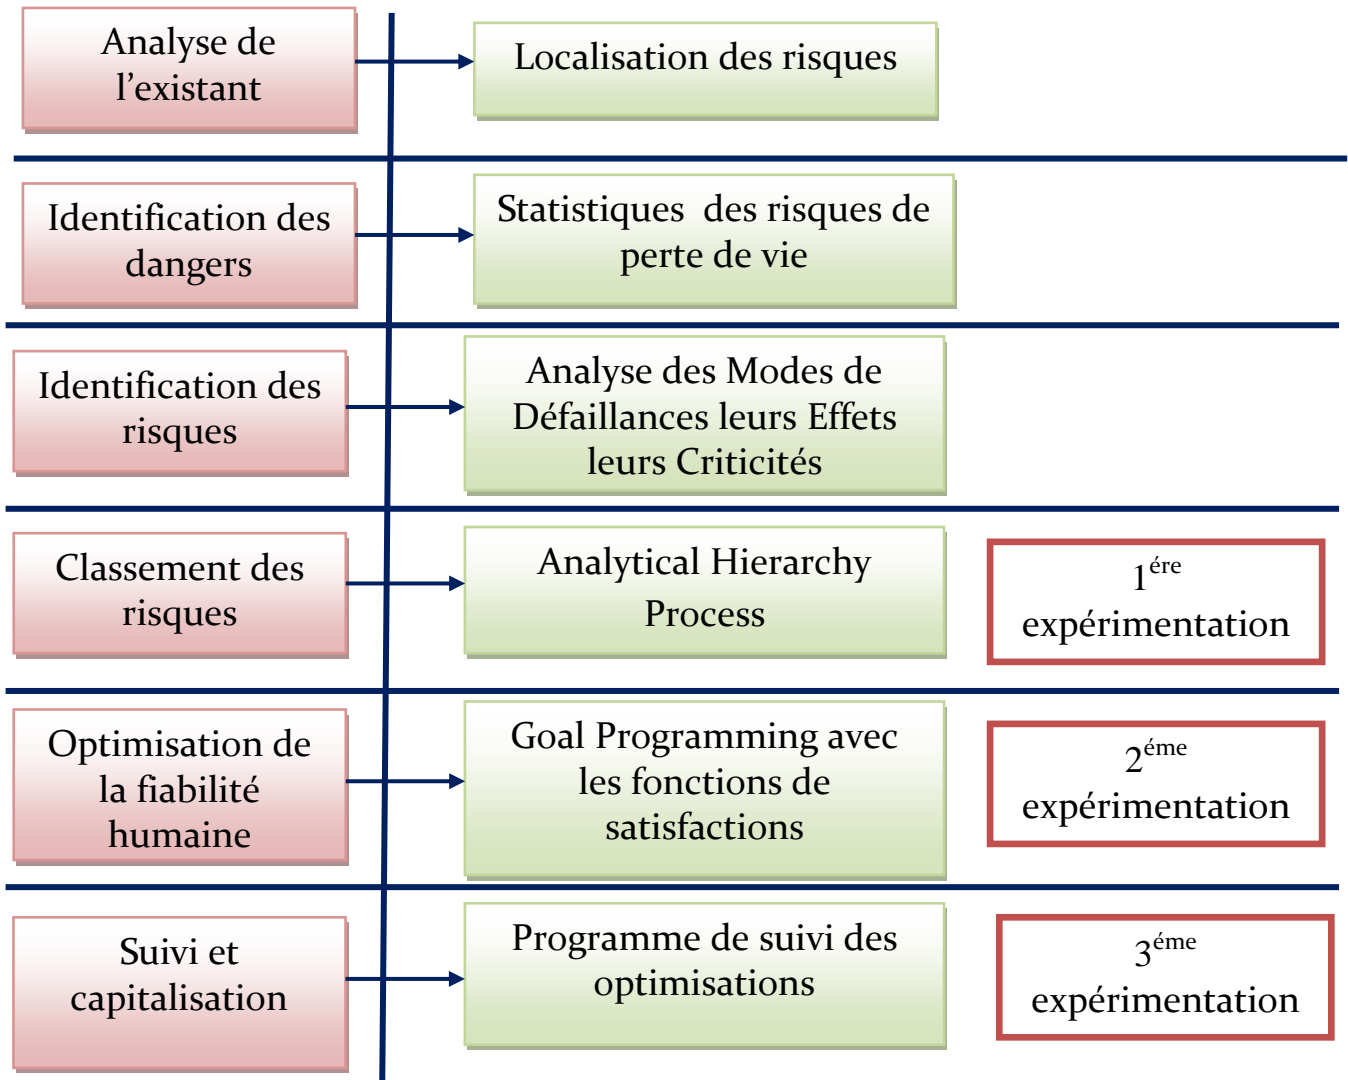 Analyse de
l’existant
Localisation des risques
Identification des
dangers
Statistiques  des risques de
perte de vie
Identification des
risques
Analyse des Modes de
Défaillances leurs Effets
leurs Criticités
Classement des
risques
Analytical Hierarchy
Process
1ére
expérimentation
Optimisation de
la fiabilité
humaine
Goal Programming avec
les fonctions de
satisfactions
2éme
expérimentation
Suivi et
capitalisation
Programme de suivi des
optimisations
3éme
expérimentation